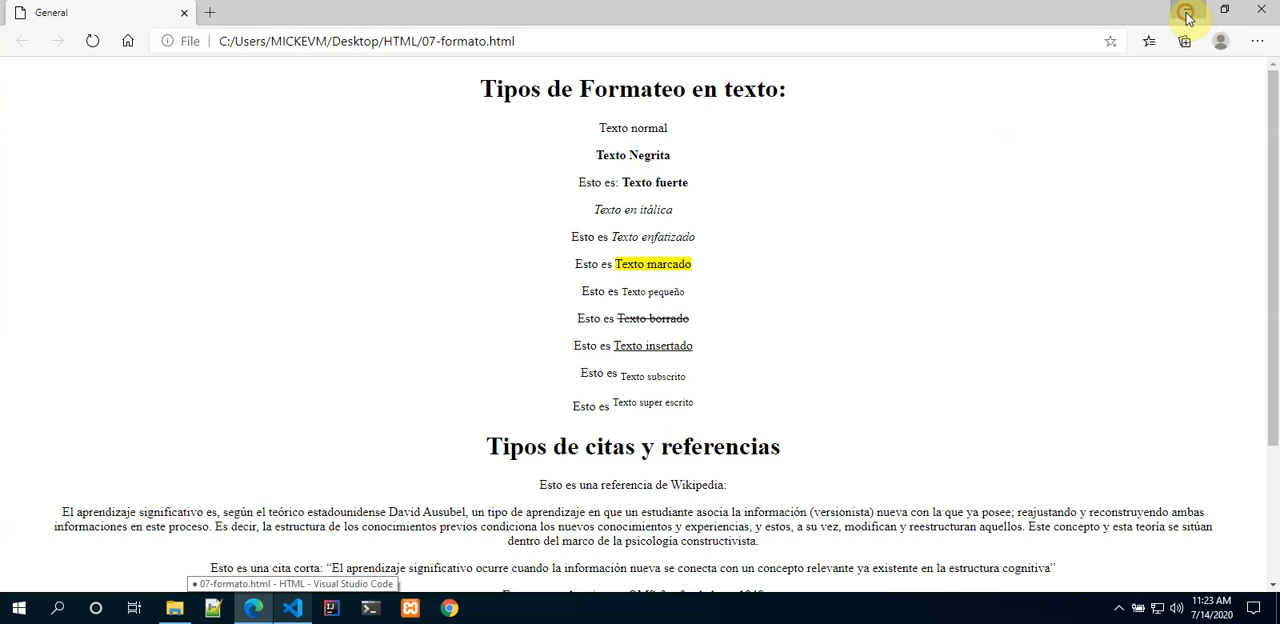 General
File
C:/Users/MICKEVM/Desktop/HTML/07-formato.html
Tipos de Formateo en texto:
Texto normal
Texto Negrita
Esto es: Texto fuerte
Texto en itálica
Esto es Texto enfatizado
Esto es Texto marcado
Esto es Texto pequeño
Esto es Texto borrado
Esto es Texto insertado
Esto es Texto subscrito
Esto es Texto super escrito
Tipos de citas y referencias
Esto es una referencia de Wikipedia:
El aprendizaje significativo es, según el teórico estadounidense David Ausubel, un tipo de aprendizaje en que un estudiante asocia la información (versionista) nueva con la que ya posee; reajustando y reconstruyendo ambas
informaciones en este proceso. Es decir, la estructura de los conocimientos previos condiciona los nuevos conocimientos y experiencias, y estos, a su vez, modifican y reestructuran aquellos. Este concepto y esta teoría se sitúan
dentro del marco de la psicología constructivista.
Esto es una cita corta: “El aprendizaje significativo ocurre cuando la información nueva se conecta con un concepto relevante ya existente en la estructura cognitiva”
● 07-formato.html - HTML - Visual Studio Code
11:23 AM
7/14/2020